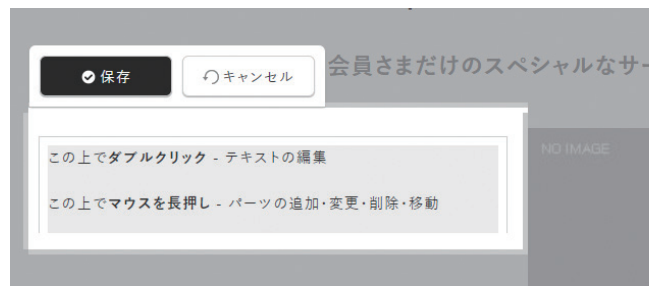 保存
キャンセル
会員さまだけのスペシャルなサー
この上でダブルクリック - テキストの編集
NO IMAGE
この上でマウスを長押し - パーツの追加・変更・削除・移動